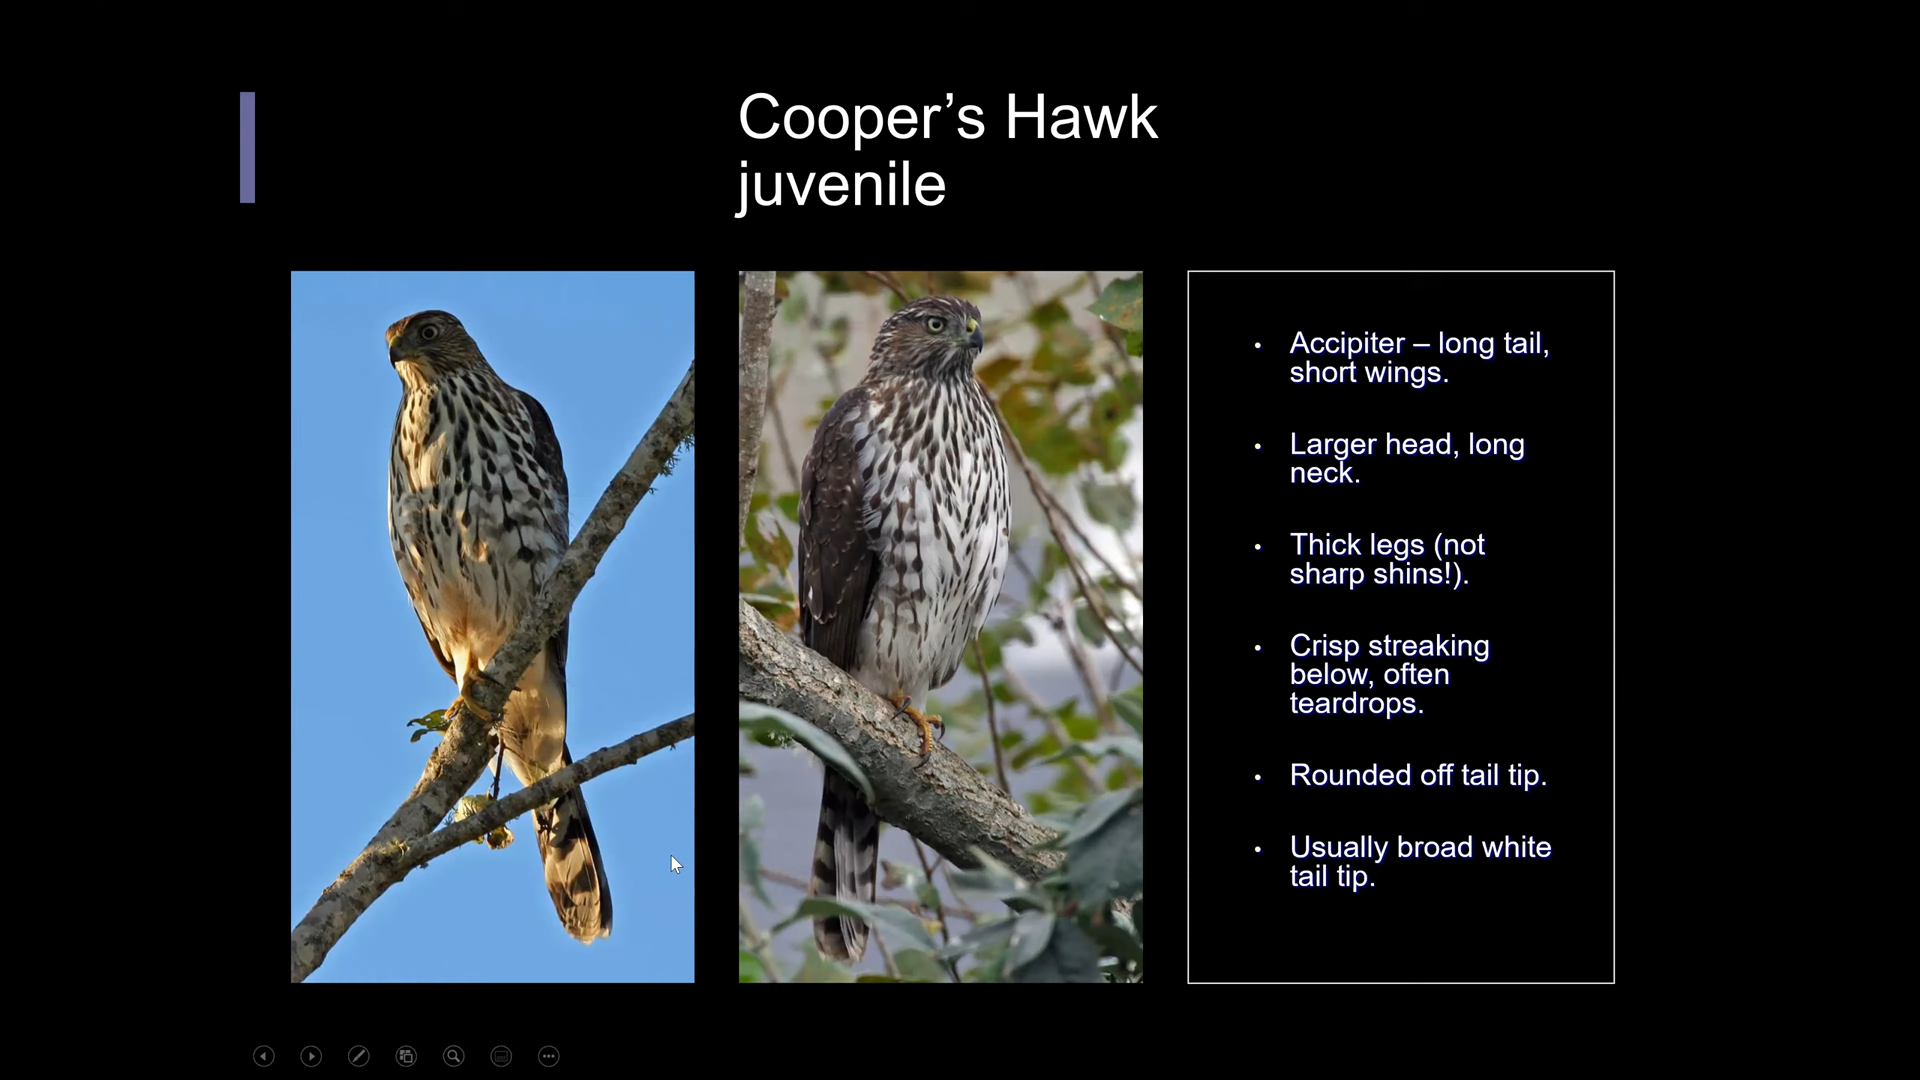 Cooper’s Hawk
juvenile
• Accipiter – long tail,
short wings.
• Larger head, long
neck.
• Thick legs (not
sharp shins!).
• Crisp streaking
below, often
teardrops.
• Rounded off tail tip.
• Usually broad white
tail tip.